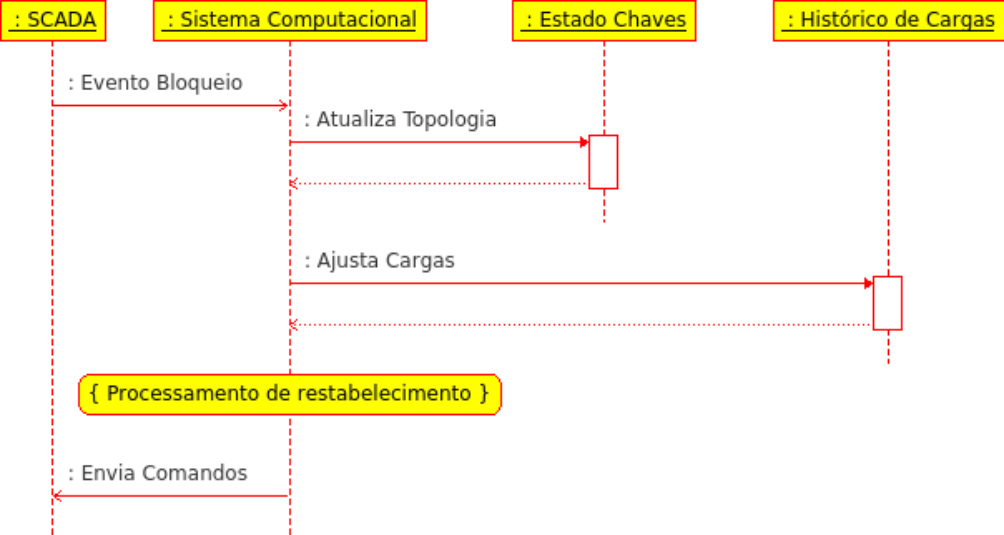 : SCADA
: Sistema Computacional
: Estado Chaves
: Histórico de Cargas
: Evento Bloqueio
: Atualiza Topologia
: Ajusta Cargas
{ Processamento de restabelecimento }
: Envia Comandos